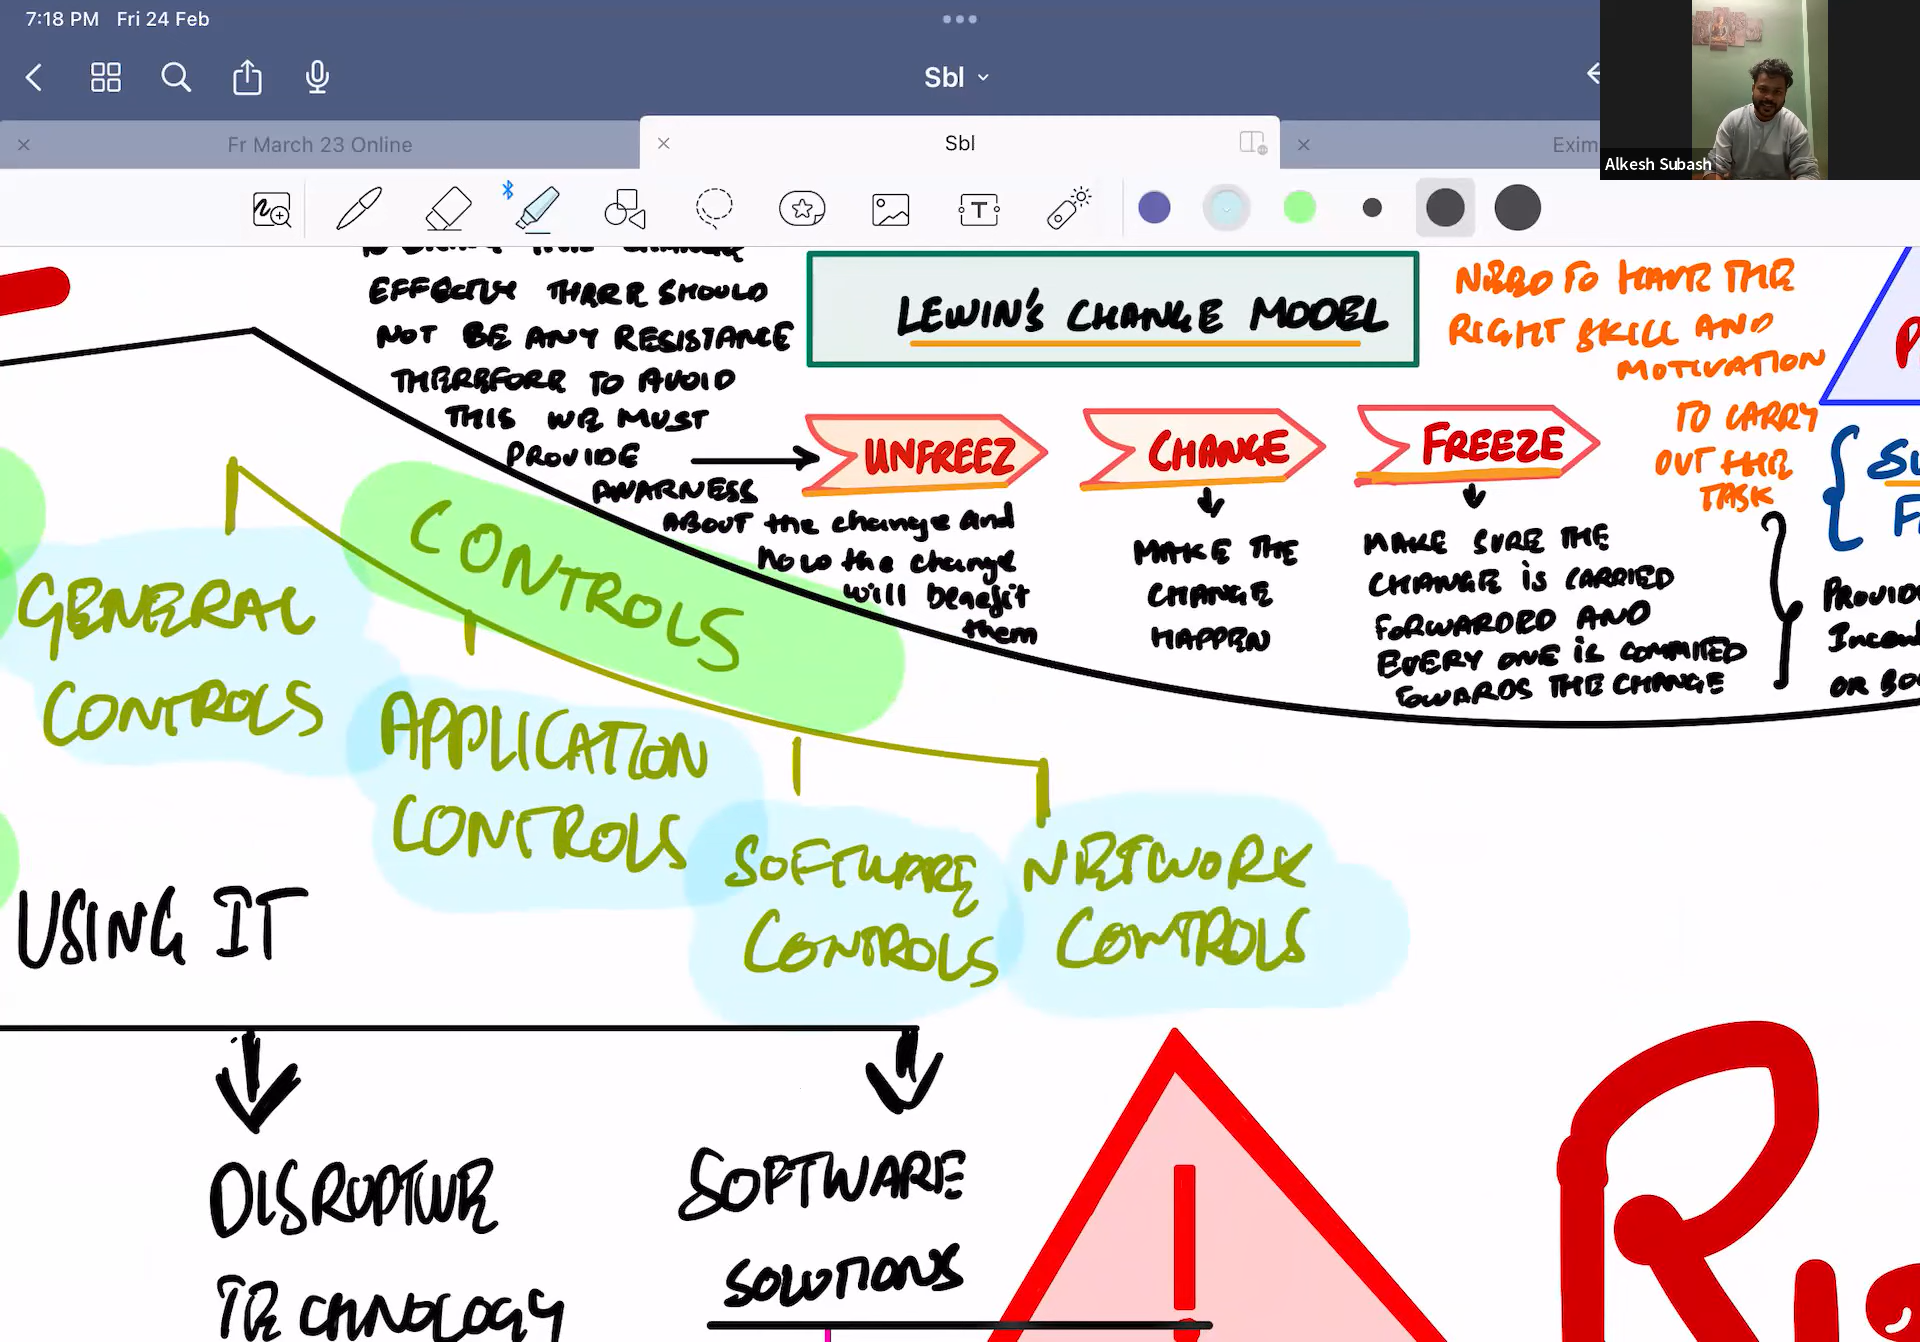 7:18 PM Fri 24 Feb
Sbl
Fr March 23 Online
Sbl
Exim
Alkesh Subash
EFFECTIVE THERE SHOULD
NOT BE ANY RESISTANCE
THEREFORE TO AVOID
THIS WE MUST
PROVIDE
AWARNESS
ABOUT the change and
how the change
will benefit
them
LEWIN'S CHANGE MODEL
UNFREEZ
CHANGE
MAKE THE
CHANGE
HAPPEN
FREEZE
MAKE SURE THE
CHANGE IS CARRIED
FORWARDED AND
EVERY ONE IS COMMITED
TOWARDS THE CHANGE
NEED TO HAVE THE
RIGHT SKILL AND
MOTIVATION
TO CARRY
OUT THE
TASK
OR
CONTROLS
GENERAL
CONTROLS
APPLICATION
CONTROLS
SOFTWARE
CONTROLS
NETWORK
CONTROLS
USING IT
DISRUPTIVE
TECHNOLOGY
SOFTWARE
SOLUTIONS
!